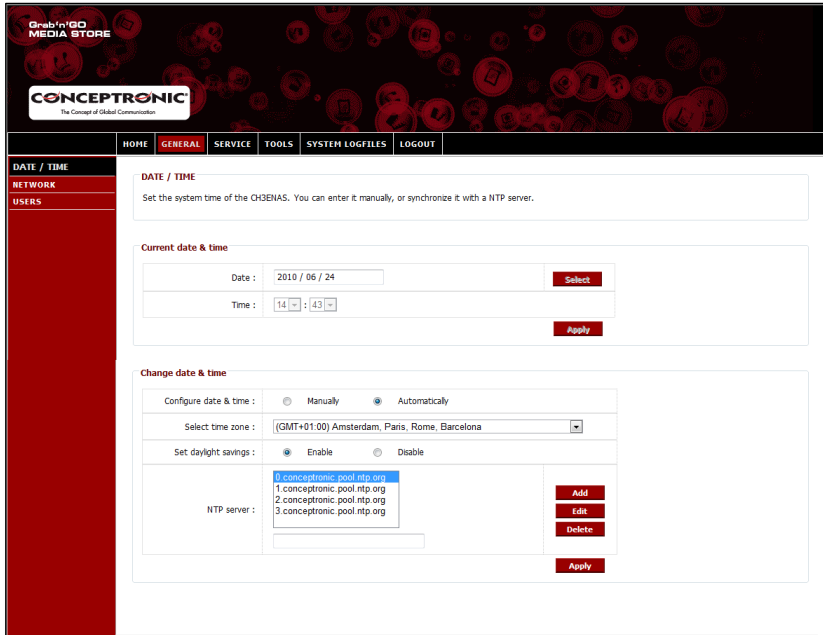 Grab'n'GO
MEDIA STORE
CONCEPTRONIC®
The Concept of Global Communication
HOME GENERAL SERVICE TOOLS SYSTEM LOGFILES LOGOUT
DATE / TIME
NETWORK
USERS
DATE / TIME
Set the system time of the CH3ENAS. You can enter it manually, or synchronize it with a NTP server.
Current date & time
Date : 2010 / 06 / 24 Select
Time : 14 : 43
Apply
Change date & time
Configure date & time : Manually Automatically
Select time zone : (GMT+01:00) Amsterdam, Paris, Rome, Barcelona
Set daylight savings : Enable Disable
NTP server :
0.conceptronic.pool.ntp.org
1.conceptronic.pool.ntp.org
2.conceptronic.pool.ntp.org
3.conceptronic.pool.ntp.org
Add
Edit
Delete
Apply